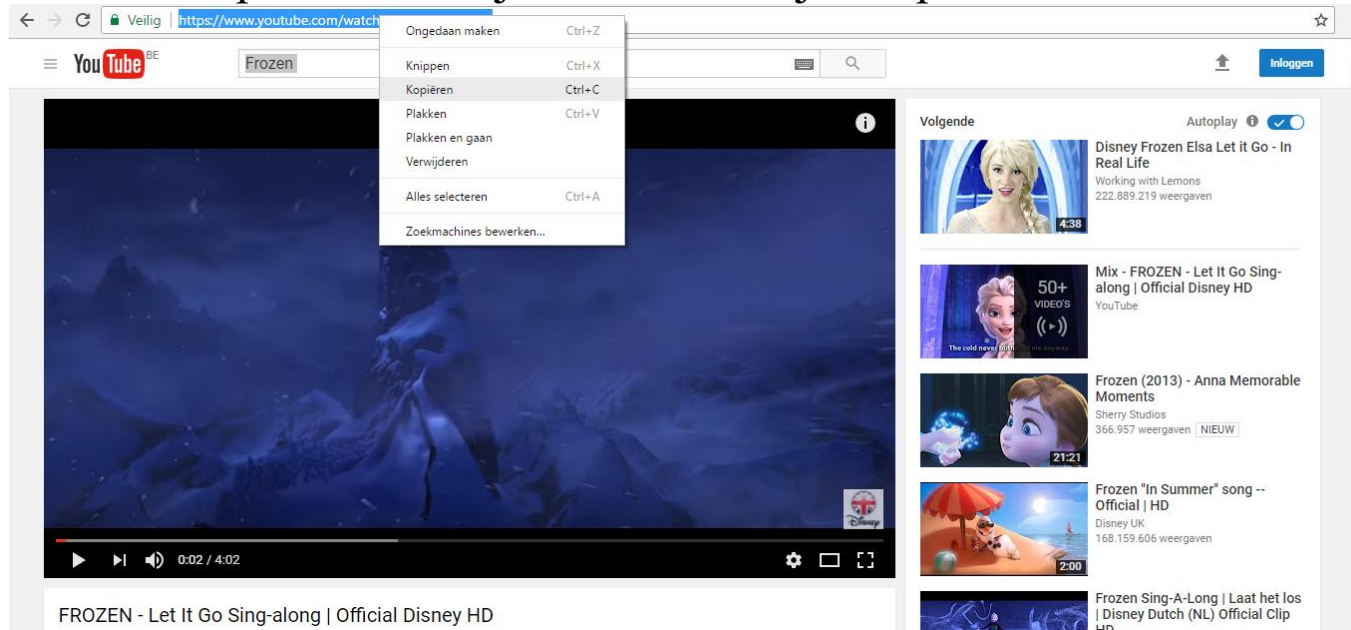 Veilig | https://www.youtube.com/watch
Ongedaan maken Ctrl+Z
Knippen Ctrl+X
Kopiëren Ctrl+C
Plakken Ctrl+V
Plakken en gaan
Verwijderen
Alles selecteren Ctrl+A
Zoekmachines bewerken...
YouTube BE
Frozen
Inloggen
Disney
0:02 / 4:02
FROZEN - Let It Go Sing-along | Official Disney HD
Volgende
Autoplay
4:38
Disney Frozen Elsa Let it Go - In
Real Life
Working with Lemons
222.889.219 weergaven
50+
VIDEO'S
The cold never
Mix - FROZEN - Let It Go Sing-
along | Official Disney HD
YouTube
21:21
Frozen (2013) - Anna Memorable
Moments
Sherry Studios
366.957 weergaven NIEUW
2:00
Frozen "In Summer" song --
Official | HD
Disney UK
168.159.606 weergaven
Frozen Sing-A-Long | Laat het los
| Disney Dutch (NL) Official Clip
HD